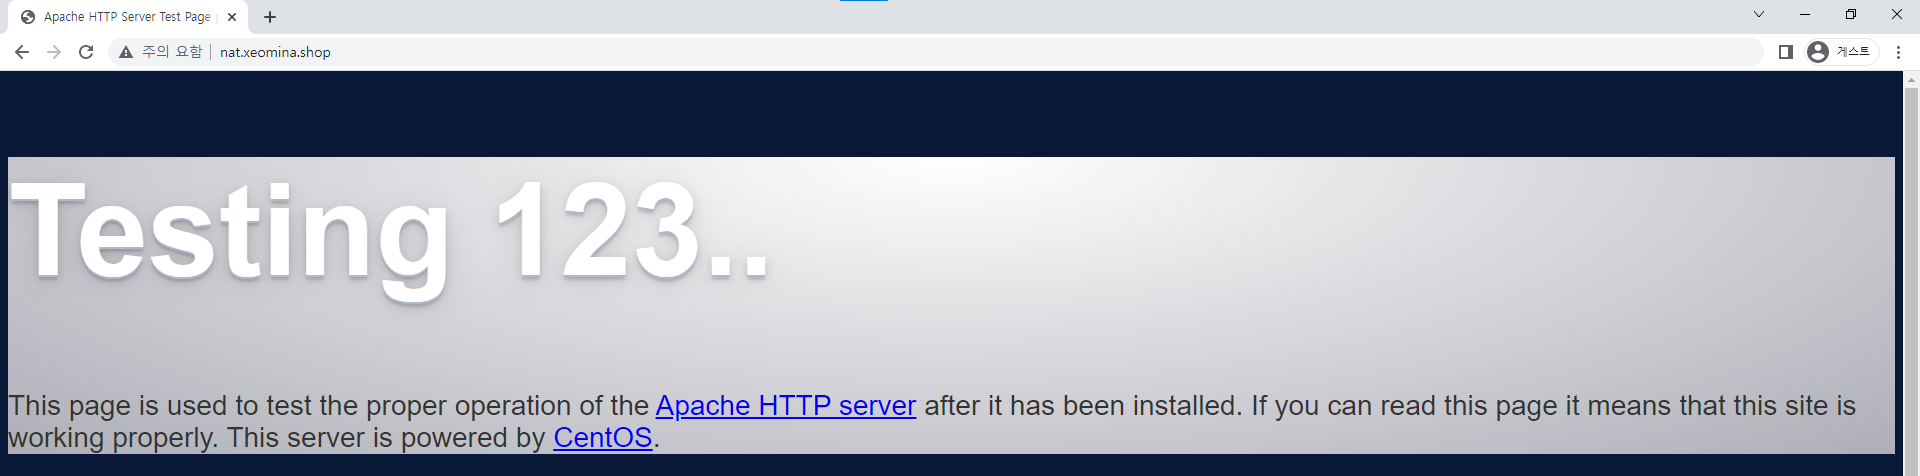 Apache HTTP Server Test Page
주의 요함 nat.xeomina.shop
게스트
Testing 123..
This page is used to test the proper operation of the Apache HTTP server after it has been installed. If you can read this page it means that this site is
working properly. This server is powered by CentOS.